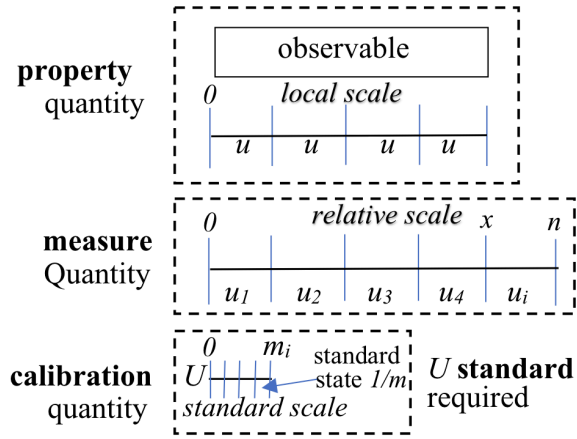 observable
property
quantity
0
local scale
u u u u
0 relative scale x n
measure
Quantity
u1 u2 u3 u4 ui
0 mi
standard
state 1/m
calibration
quantity
U
standard scale
U standard
required